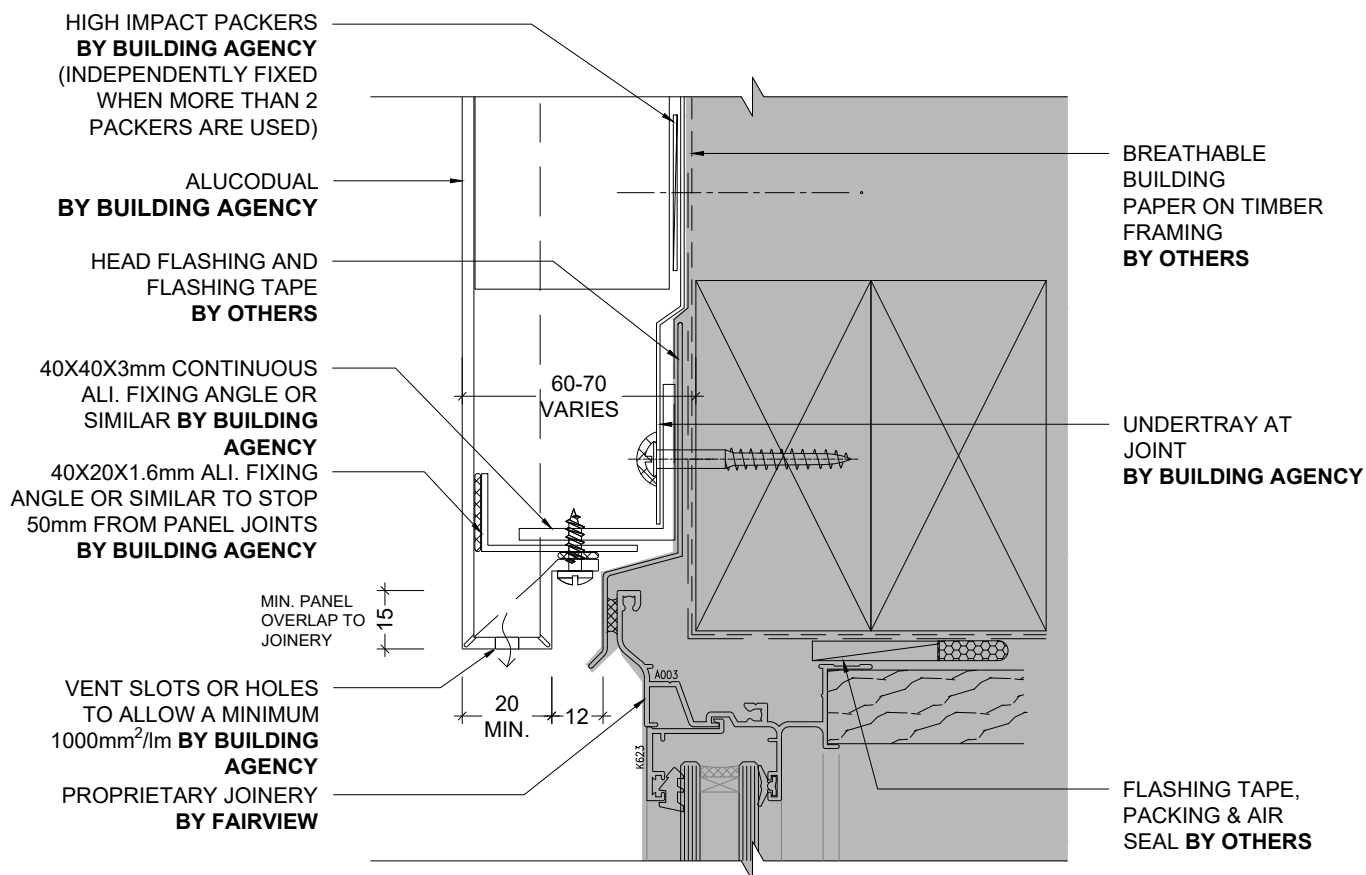 HIGH IMPACT PACKERS
BY BUILDING AGENCY
(INDEPENDENTLY FIXED
WHEN MORE THAN 2
PACKERS ARE USED)
ALUCODUAL
BY BUILDING AGENCY
HEAD FLASHING AND
FLASHING TAPE
BY OTHERS
40X40X3mm CONTINUOUS
ALI. FIXING ANGLE OR
SIMILAR BY BUILDING
AGENCY
40X20X1.6mm ALI. FIXING
ANGLE OR SIMILAR TO STOP
50mm FROM PANEL JOINTS
BY BUILDING AGENCY
MIN. PANEL
OVERLAP TO
JOINERY
15
VENT SLOTS OR HOLES
TO ALLOW A MINIMUM
1000mm²/lm BY BUILDING
AGENCY
PROPRIETARY JOINERY
BY FAIRVIEW
60-70
VARIES
20
MIN.
12
A003
K623
BREATHABLE
BUILDING
PAPER ON TIMBER
FRAMING
BY OTHERS
UNDERTRAY AT
JOINT
BY BUILDING AGENCY
FLASHING TAPE,
PACKING & AIR
SEAL BY OTHERS